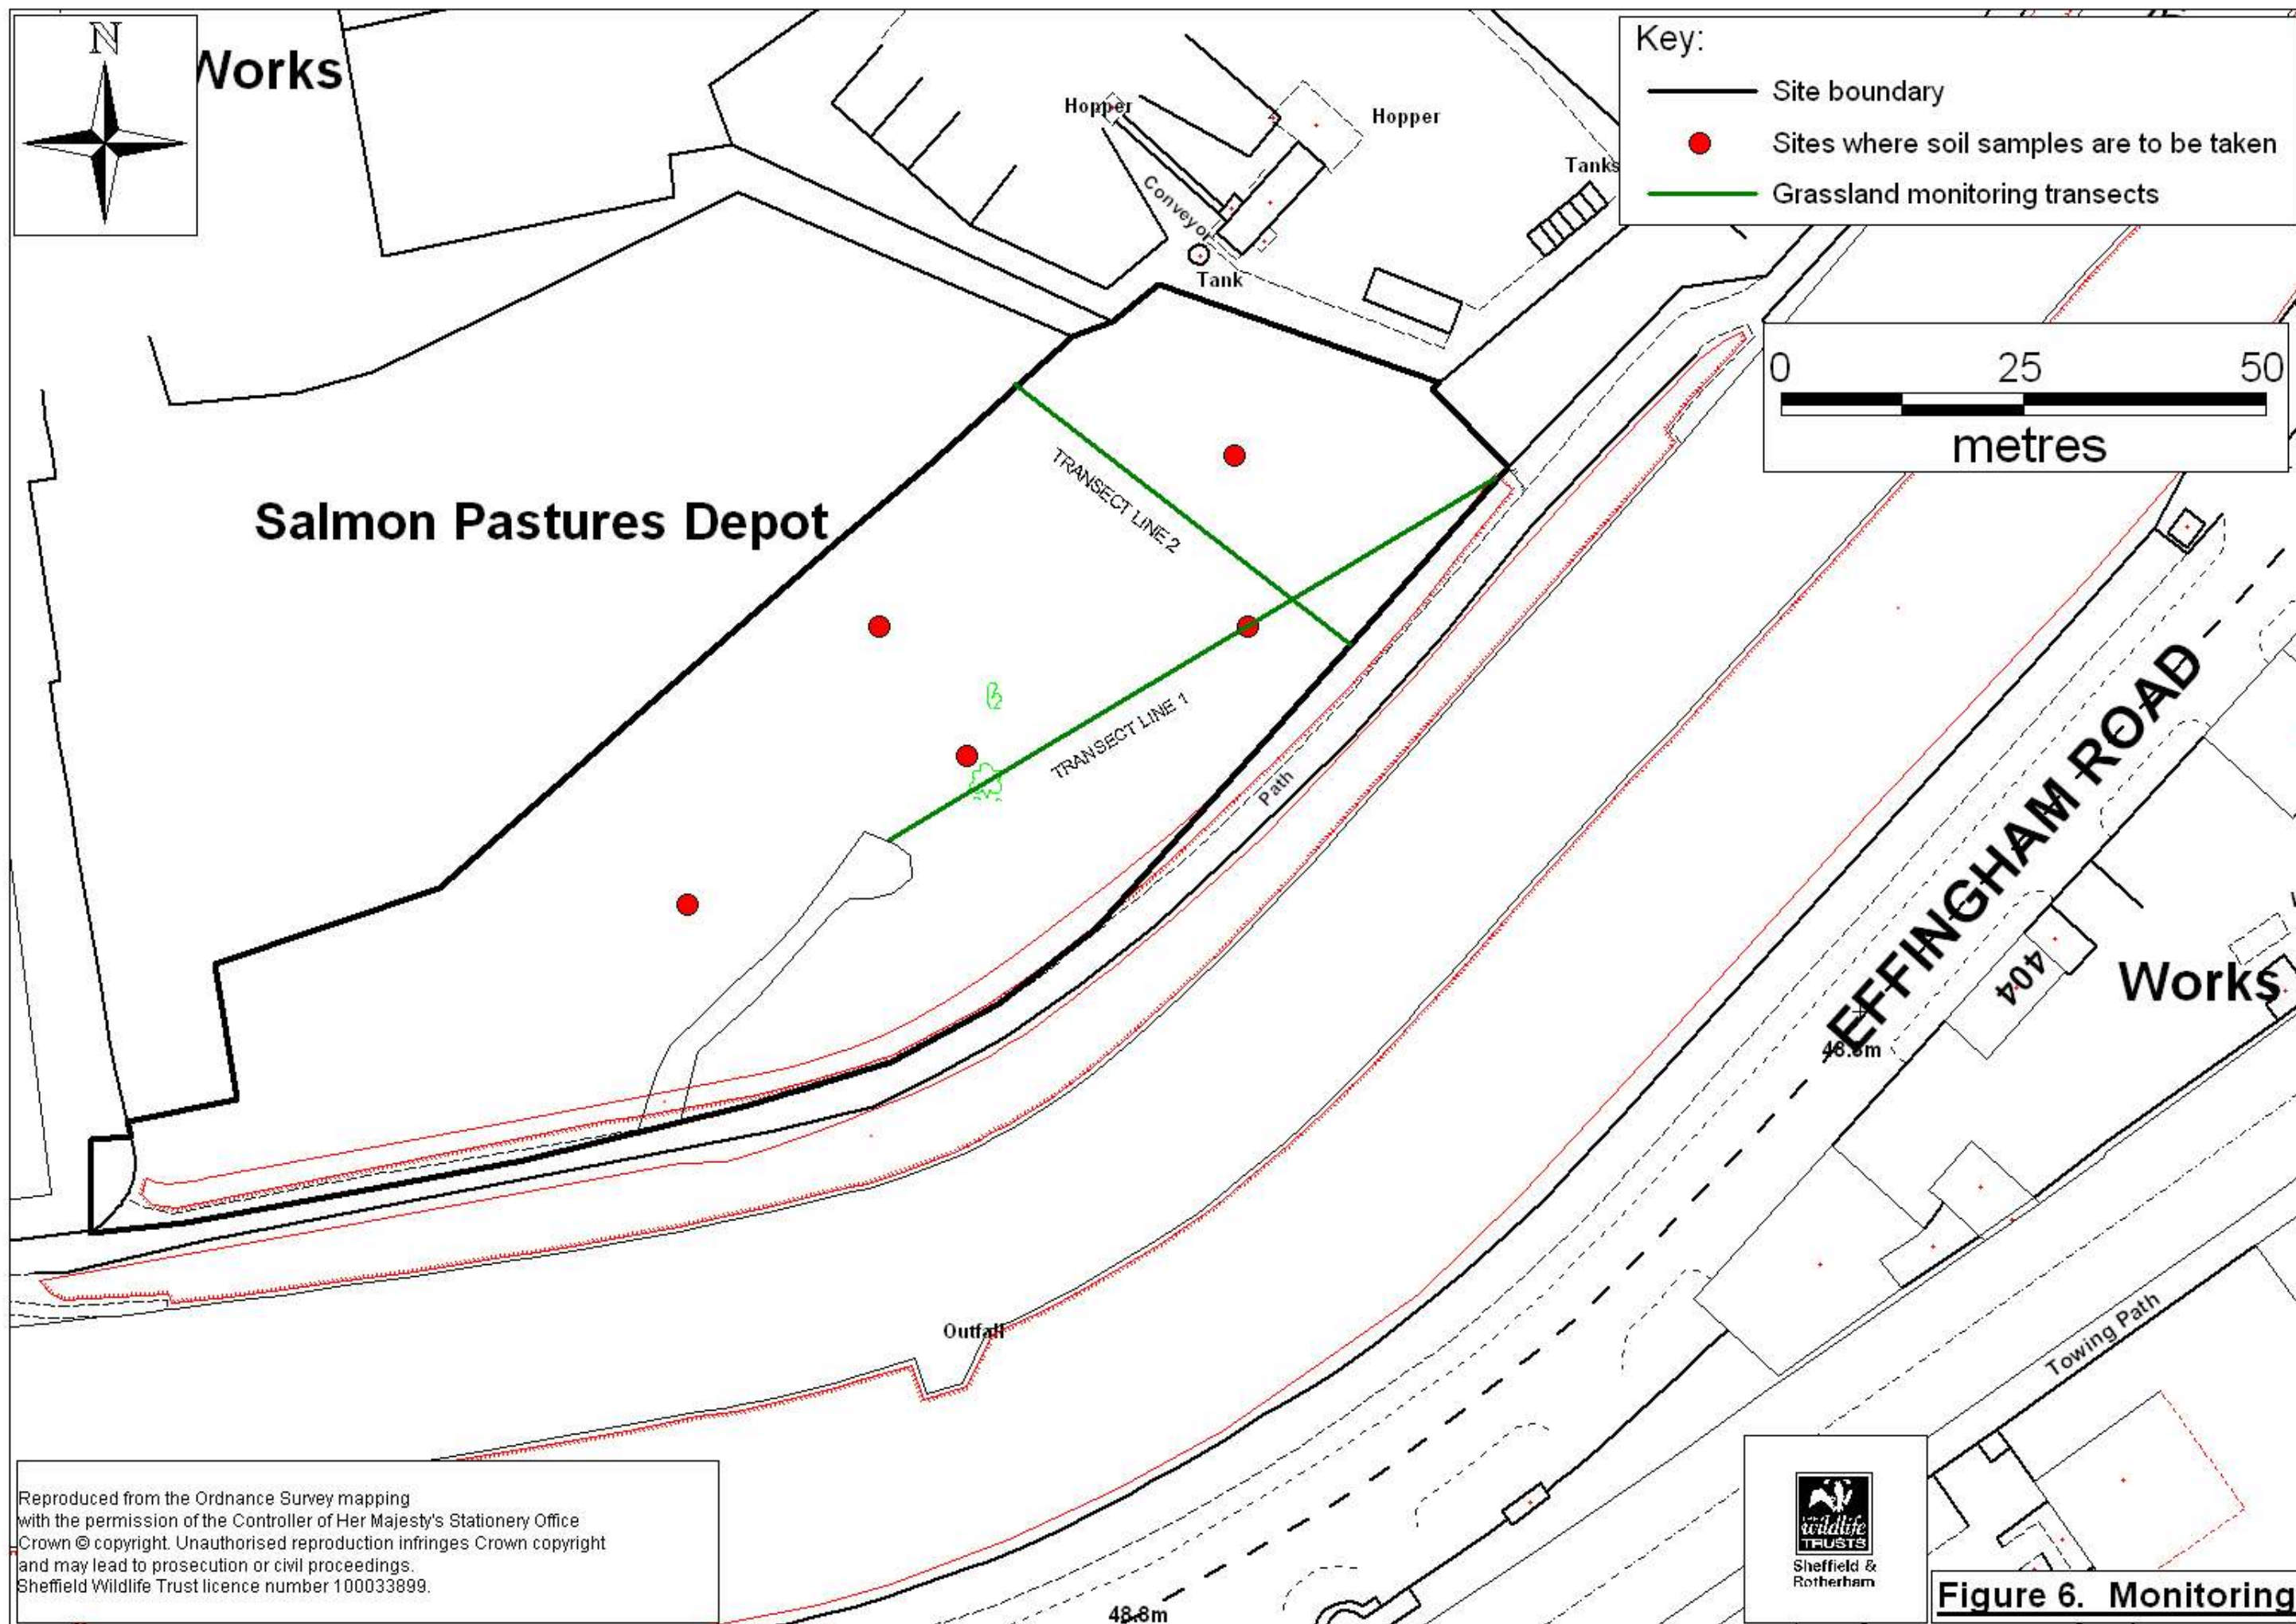 N
Works
Hopper
Hopper
Conveyor
Tank
Tanks
Key:
Site boundary
Sites where soil samples are to be taken
Grassland monitoring transects
0 25 50
metres
Salmon Pastures Depot
TRANSECT LINE 2
TRANSECT LINE 1
Path
EFFINGHAM ROAD
404
Works
Outfall
Towing Path
48.8m
Reproduced from the Ordnance Survey mapping
with the permission of the Controller of Her Majesty's Stationery Office
Crown © copyright. Unauthorised reproduction infringes Crown copyright
and may lead to prosecution or civil proceedings.
Sheffield Wildlife Trust licence number 100033899.
wildlife
TRUSTS
Sheffield &
Rotherham
Figure 6. Monitoring